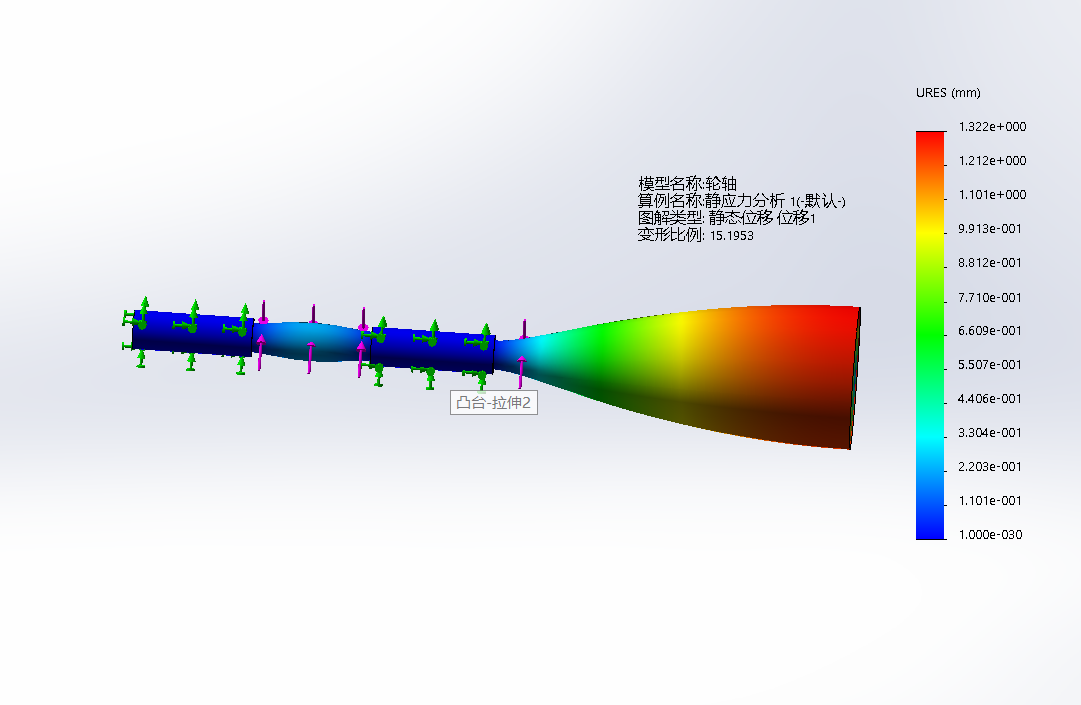 URES (mm)
1.322e+000
1.212e+000
1.101e+000
9.913e-001
8.812e-001
7.710e-001
6.609e-001
5.507e-001
4.406e-001
3.304e-001
2.203e-001
1.101e-001
1.000e-030
模型名称:轮轴
算例名称:静应力分析 1(-默认-)
图解类型: 静态位移 位移1
变形比例: 15.1953
凸台-拉伸2